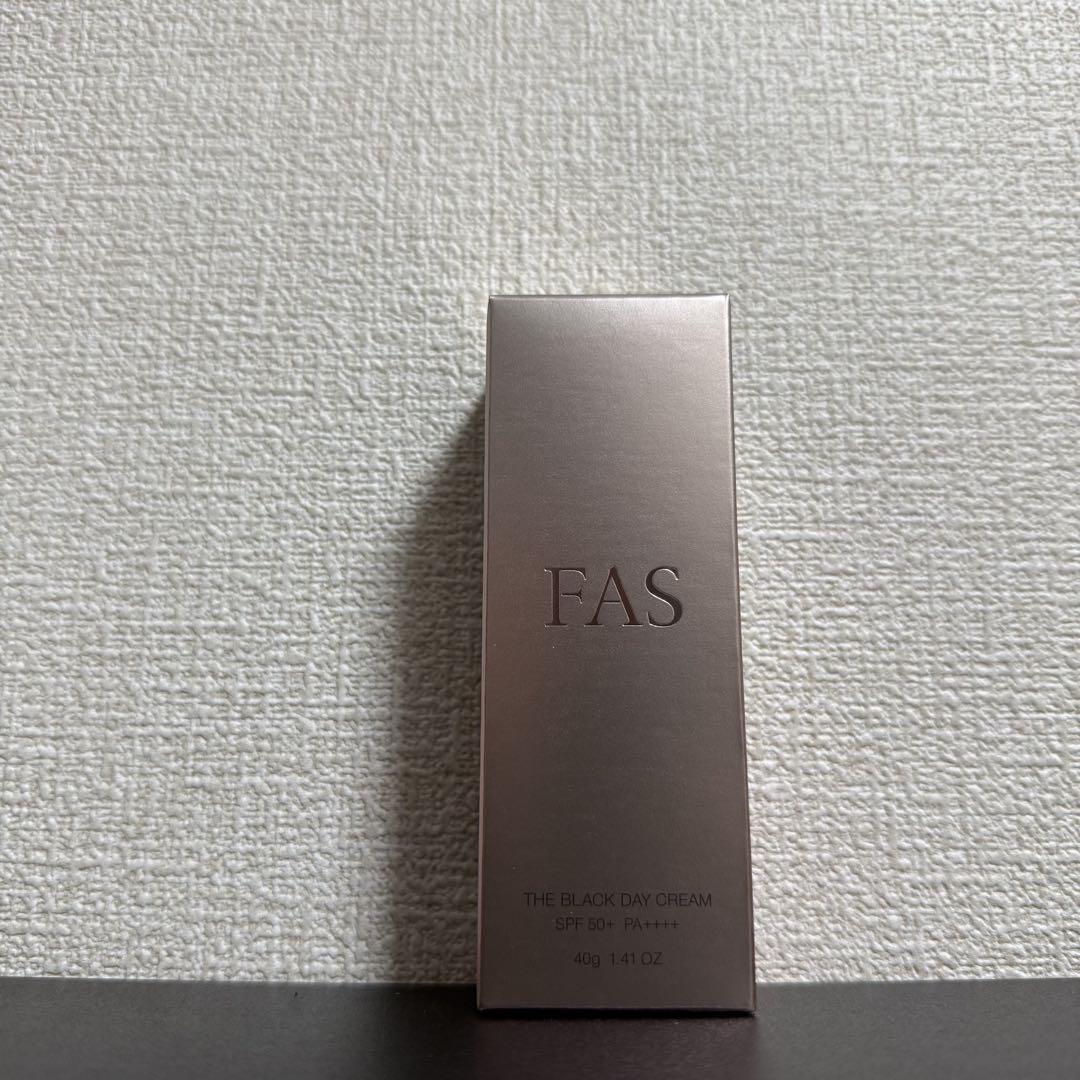 FAS
THE BLACK DAY CREAM
SPF 50+ PA++++
40g 1.41 OZ